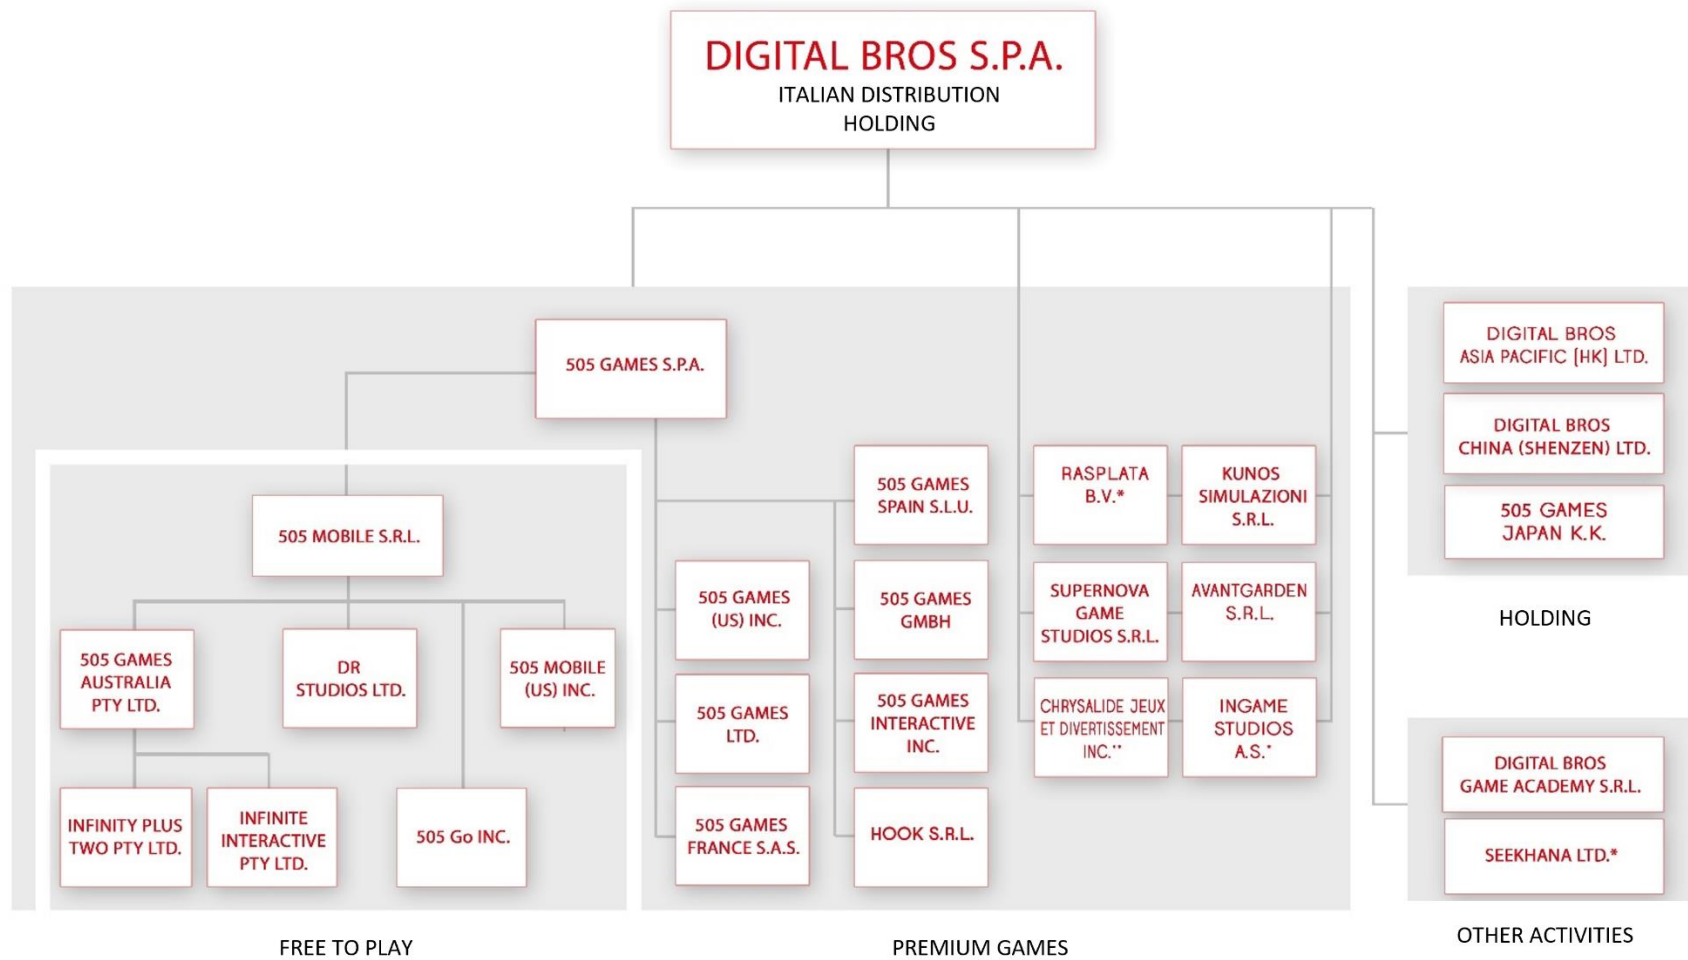 DIGITAL BROS S.P.A.
ITALIAN DISTRIBUTION
HOLDING
505 GAMES S.P.A.
505 MOBILE S.R.L.
505 GAMES
AUSTRALIA
PTY LTD.
DR
STUDIOS LTD.
505 MOBILE
(US) INC.
INFINITY PLUS
TWO PTY LTD.
INFINITE
INTERACTIVE
PTY LTD.
505 Go INC.
FREE TO PLAY
505 GAMES
(US) INC.
505 GAMES
LTD.
505 GAMES
FRANCE S.A.S.
505 GAMES
SPAIN S.L.U.
505 GAMES
GMBH
505 GAMES
INTERACTIVE
INC.
HOOK S.R.L.
RASPLATA
B.V.*
KUNOS
SIMULAZIONI
S.R.L.
SUPERNOVA
GAME
STUDIOS S.R.L.
AVANTGARDEN
S.R.L.
CHRYSALIDE JEUX
ET DIVERTISSEMENT
INC.**
INGAME
STUDIOS
A.S.*
PREMIUM GAMES
DIGITAL BROS
ASIA PACIFIC [HK] LTD.
DIGITAL BROS
CHINA (SHENZEN) LTD.
505 GAMES
JAPAN K.K.
HOLDING
DIGITAL BROS
GAME ACADEMY S.R.L.
SEEKHANA LTD.*
OTHER ACTIVITIES